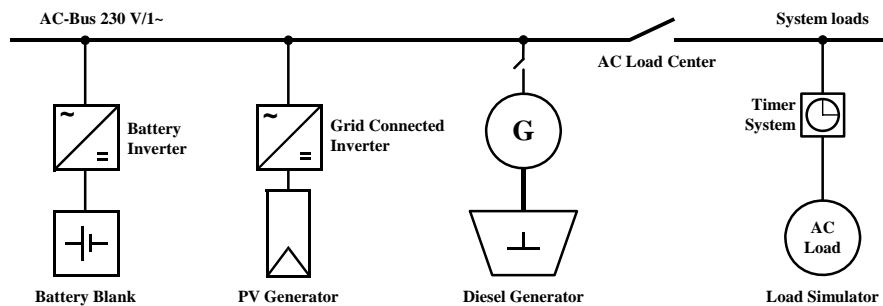 AC-Bus 230 V/1~
System loads
AC Load Center
~
=
Battery
Inverter
~
=
Grid Connected
Inverter
G
Timer
System
AC
Load
Battery Blank
PV Generator
Diesel Generator
Load Simulator